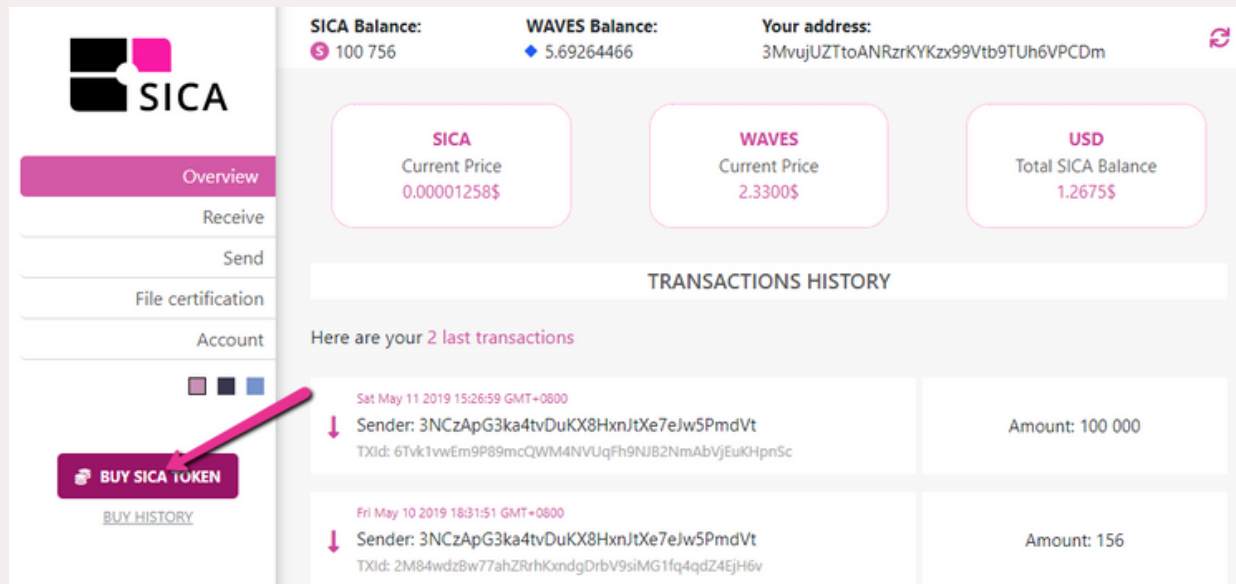 SICA
Overview
Receive
Send
File certification
Account
BUY SICA TOKEN
BUY HISTORY
SICA Balance:
S 100 756
WAVES Balance:
5.69264466
Your address:
3MvujUZTtoANRzrKYKzx99Vtb9TUh6VPCDm
SICA
Current Price
0.00001258$
WAVES
Current Price
2.3300$
USD
Total SICA Balance
1.2675$
TRANSACTIONS HISTORY
Here are your 2 last transactions
Sat May 11 2019 15:26:59 GMT+0800
Sender: 3NCzApG3ka4tvDuKX8HxnJtXe7eJw5PmdVt
TXId: 6Tvk1vwEm9P89mcQWM4NVUqFh9NJB2NmAbVjEuKHpnSc
Amount: 100 000
Fri May 10 2019 18:31:51 GMT+0800
Sender: 3NCzApG3ka4tvDuKX8HxnJtXe7eJw5PmdVt
TXId: 2M84wdzBw77ahZRrhKxndgDrbV9siMG1fq4qdZ4EjH6v
Amount: 156